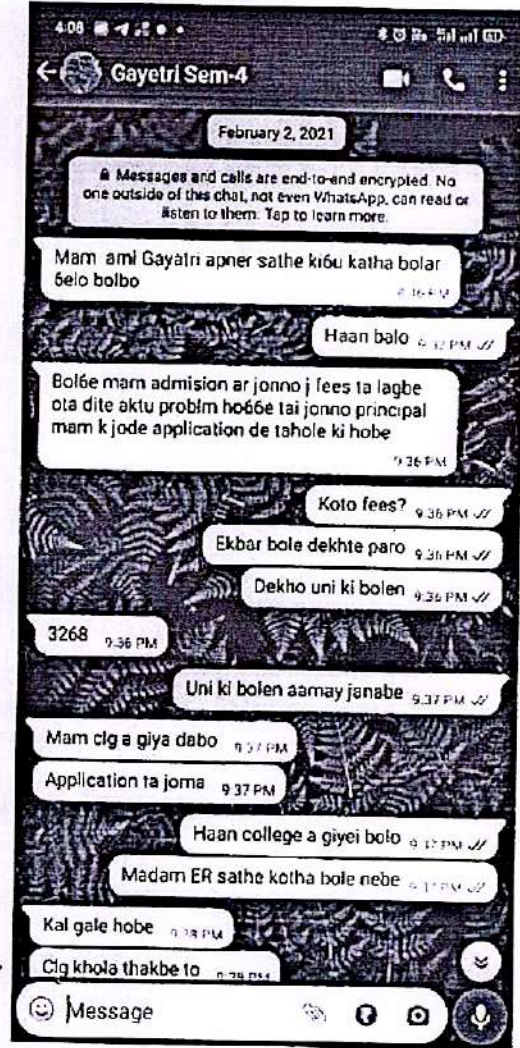 4:08
Gayetri Sem-4
February 2, 2021
Messages and calls are end-to-end encrypted. No
one outside of this chat, not even WhatsApp, can read or
listen to them. Tap to learn more.
Mam ami Gayatri apner sathe ki6u katha bolar
6elo bolbo
Haan balo
Bol6e mam admision ar jonno j fees ta lagbe
ota dite aktu problm ho66e tai jonno principal
mam k jode application de tahole ki hobe
9:36 PM
Koto fees? 9:36 PM
Ekbar bole dekhte paro 9:36 PM
Dekho uni ki bolen 9:36 PM
3268 9:36 PM
Uni ki bolen aamay janabe 9:37 PM
Mam clg a giya dabo 9:37 PM
Application ta joma 9:37 PM
Haan college a giyei bolo
Madam ER sathe kotha bole nebe
Kal gale hobe
Clg khola thakbe to
Message